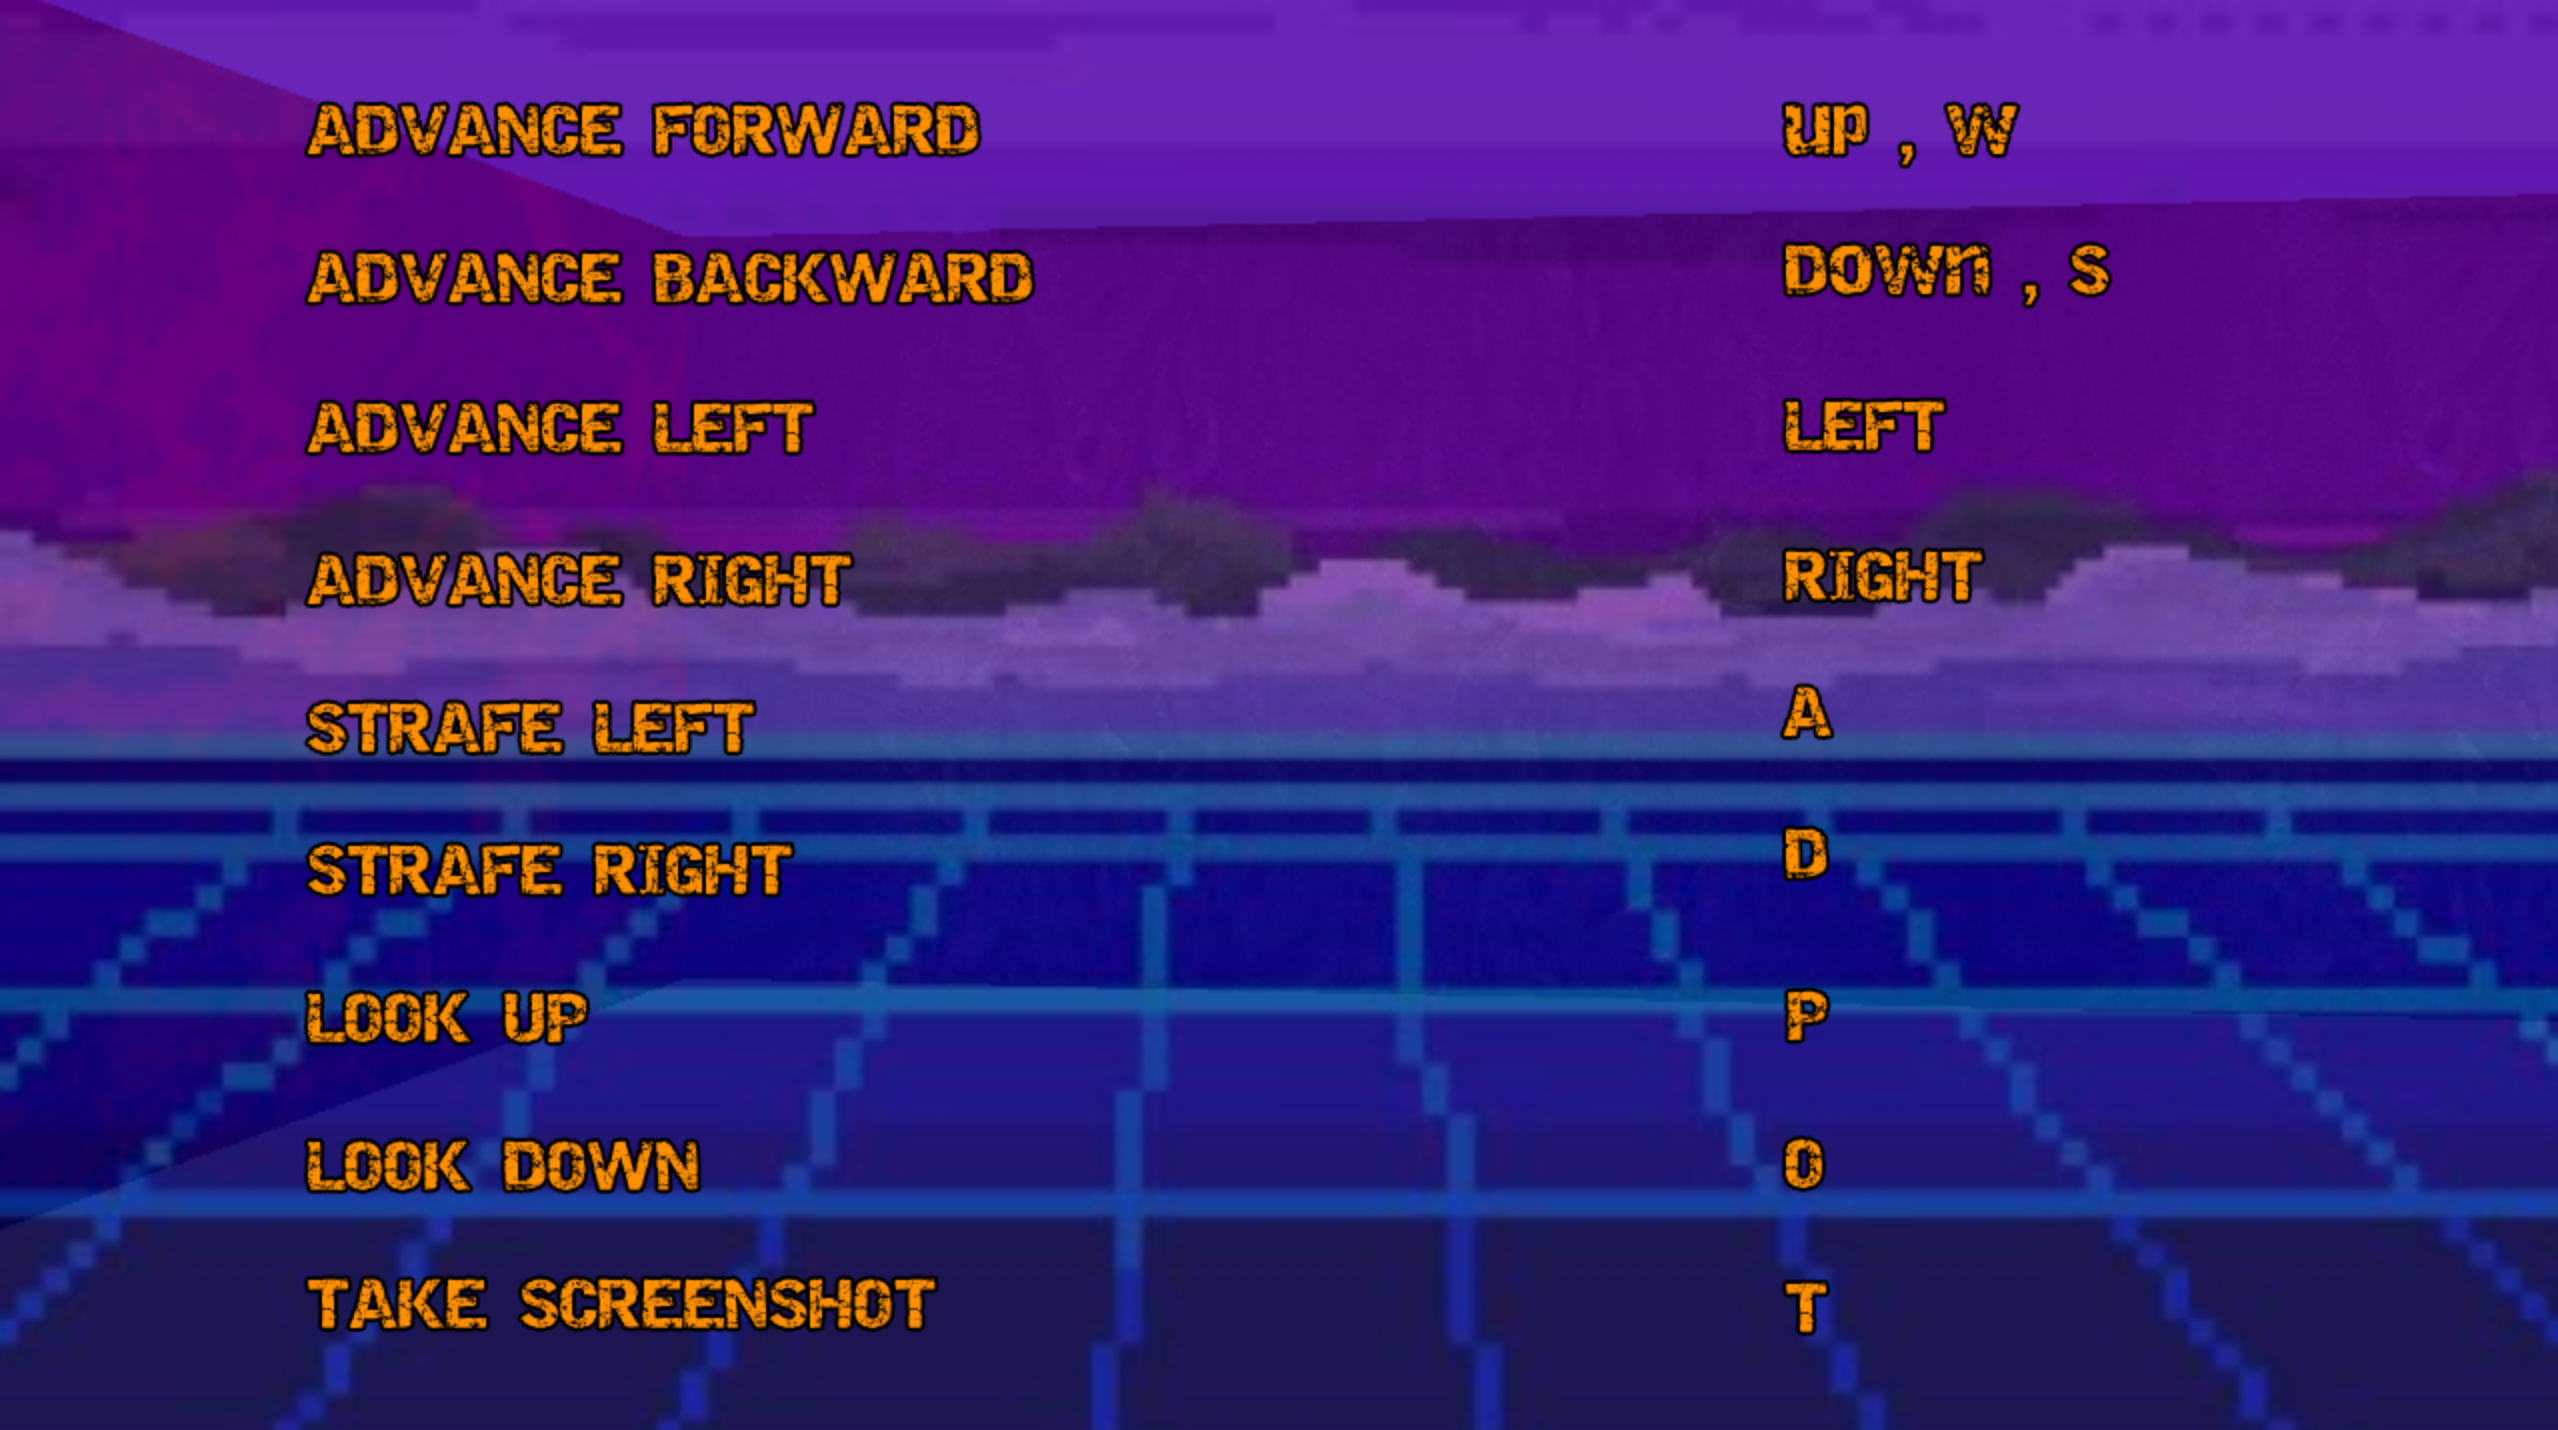 ADVANCE FORWARD up , W
ADVANCE BACKWARD DOWn , S
ADVANCE LEFT LEFT
ADVANCE RIGHT RIGHT
STRAFE LEFT A
STRAFE RIGHT D
LOOK UP P
LOOK DOWN O
TAKE SCREENSHOT T